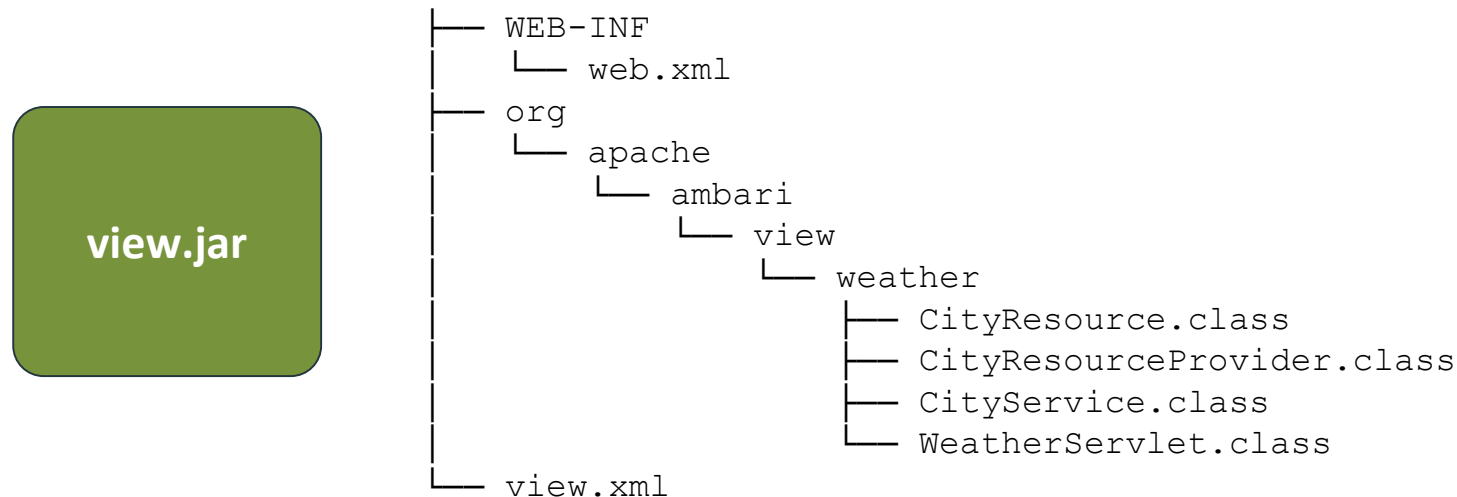 view.jar
├── WEB-INF
│   └── web.xml
├── org
│   └── apache
│       └── ambari
│           └── view
│               └── weather
│                   ├── CityResource.class
│                   ├── CityResourceProvider.class
│                   ├── CityService.class
│                   └── WeatherServlet.class
└── view.xml